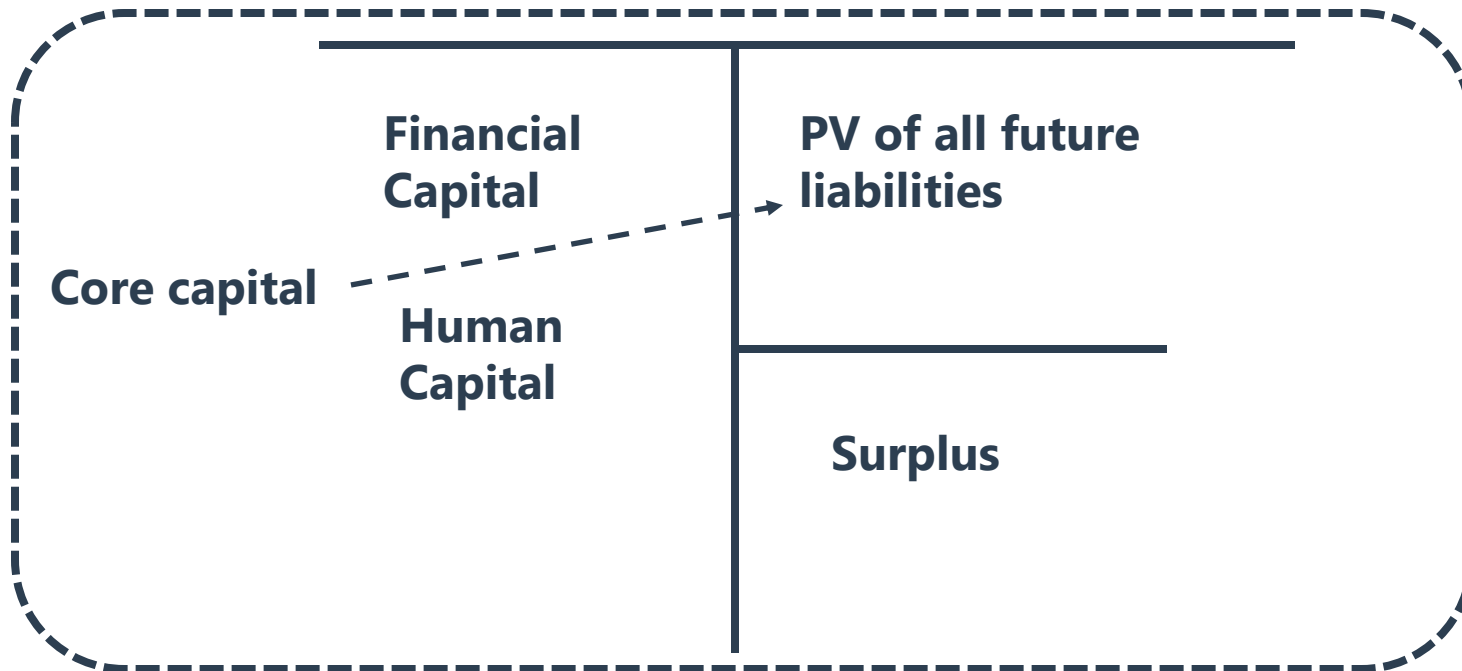 Financial
Capital
PV of all future
liabilities
Core capital
Human
Capital
Surplus